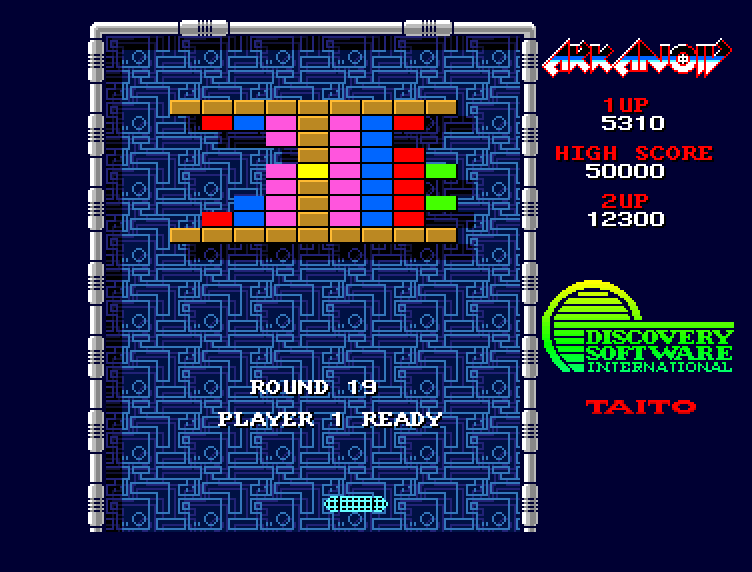 ARKANOID
1UP
5310
HIGH SCORE
50000
2UP
12300
DISCOVERY
SOFTWARE
INTERNATIONAL
TAITO
ROUND 19
PLAYER 1 READY